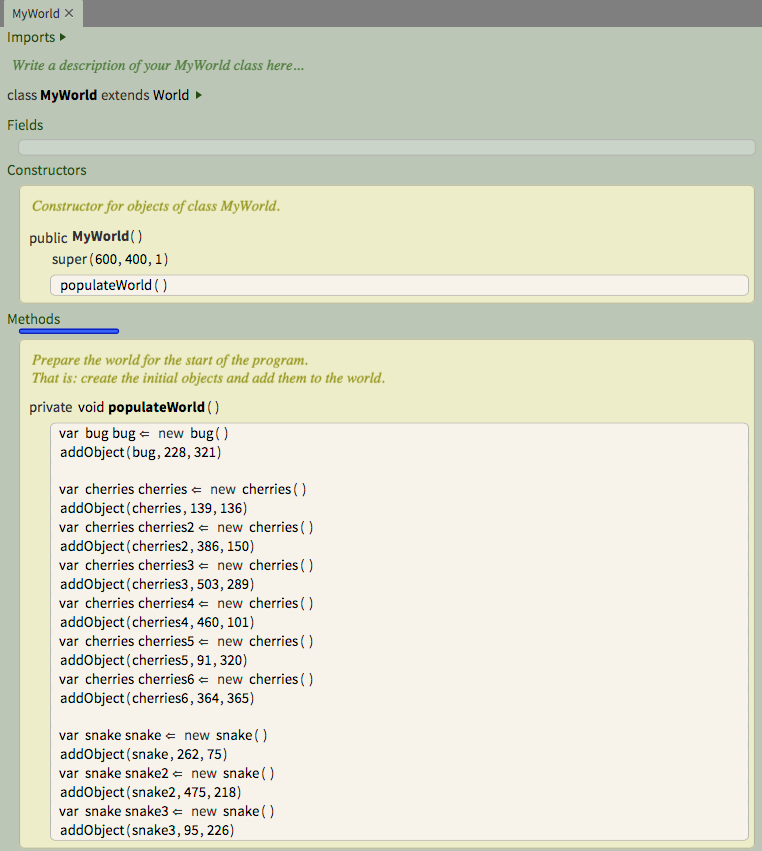 MyWorld ×
Imports
Write a description of your MyWorld class here...
class MyWorld extends World
Fields
Constructors
Constructor for objects of class MyWorld.
public MyWorld()
super(600, 400, 1)
populateWorld()
Methods
Prepare the world for the start of the program.
That is: create the initial objects and add them to the world.
private void populateWorld()
var bug bug ⇐ new bug()
addObject(bug, 228, 321)
var cherries cherries ⇐ new cherries()
addObject(cherries, 139, 136)
var cherries cherries2 ⇐ new cherries()
addObject(cherries2, 386, 150)
var cherries cherries3 ⇐ new cherries()
addObject(cherries3, 503, 289)
var cherries cherries4 ⇐ new cherries()
addObject(cherries4, 460, 101)
var cherries cherries5 ⇐ new cherries()
addObject(cherries5, 91, 320)
var cherries cherries6 ⇐ new cherries()
addObject(cherries6, 364, 365)
var snake snake ⇐ new snake()
addObject(snake, 262, 75)
var snake snake2 ⇐ new snake()
addObject(snake2, 475, 218)
var snake snake3 ⇐ new snake()
addObject(snake3, 95, 226)